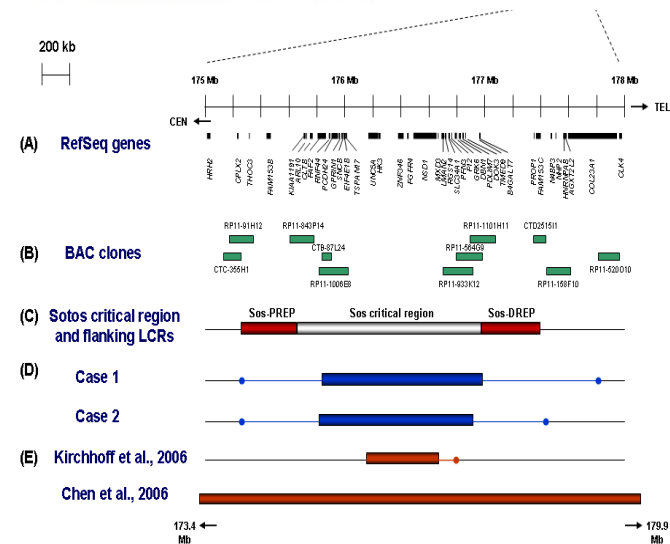 200 kb
175 Mb 176 Mb 177 Mb 178 Mb
CEN TEL
(A) RefSeq genes
HRH2 CPLX2 THOC3 FAM153B KIAA1191 ARL10 CLTB FAF2 RNF44 PCDH24 GPRIN1 SNCB EIF4E1B TSPAN17 UNC5A HK3 ZNF346 FGFR4 NSD1 MXD3 LMAN2 RGS14 SLC34A1 PRR3 F12 GRK6 DBN1 PDLIM7 DOK3 TMED9 B4GALT7 PROP1 FAM153C N4BP3 NHP2 HNRNPAB AGXT2L2 COL23A1 CLK4
RP11-91H12 RP11-843P14 RP11-1101H11 CTD2515I1
(B) BAC clones
CTB-87L24 RP11-564G9
CTC-355H1 RP11-1006E8 RP11-933K12 RP11-158F10 RP11-520O10
(C) Sotos critical region and flanking LCRs
Sos-PREP Sos critical region Sos-DREP
(D) Case 1
Case 2
(E) Kirchhoff et al., 2006
Chen et al., 2006
173.4 Mb 179.9 Mb